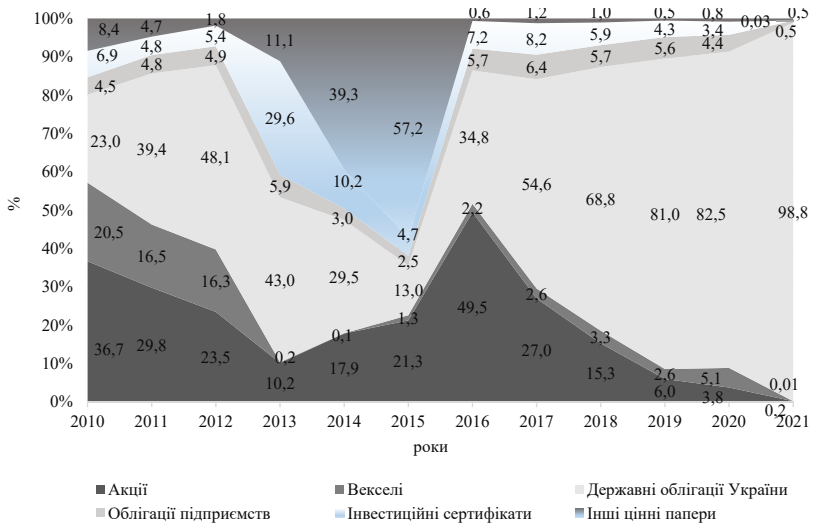 0,6 1,2 1,0 0,5 0,8 0,5
100%
8,4 4,7 1,8 0,03
11,1 7,2 8,2 5,9 4,3 3,4 0,5
90%
6,9 4,8 5,4 5,7 6,4 5,7 5,6 4,4
4,5 4,8 4,9
80%
39,3
70%
23,0 39,4 48,1 57,2 34,8
60%
29,6 10,2 54,6 68,8 81,0 82,5 98,8
%
50%
5,9 3,0 4,7 2,2
40%
20,5 16,5 16,3 43,0 29,5 2,5
30%
13,0 49,5 2,6
20%
1,3 3,3
36,7 29,8 23,5 0,1 27,0
10%
0,2 17,9 21,3 15,3 2,6 5,1 0,01
10,2 6,0 3,8 0,2
0%
2010 2011 2012 2013 2014 2015 2016 2017 2018 2019 2020 2021
роки
Акції Векселі Державні облігації України
Облігації підприємств Інвестиційні сертифікати Інші цінні папери